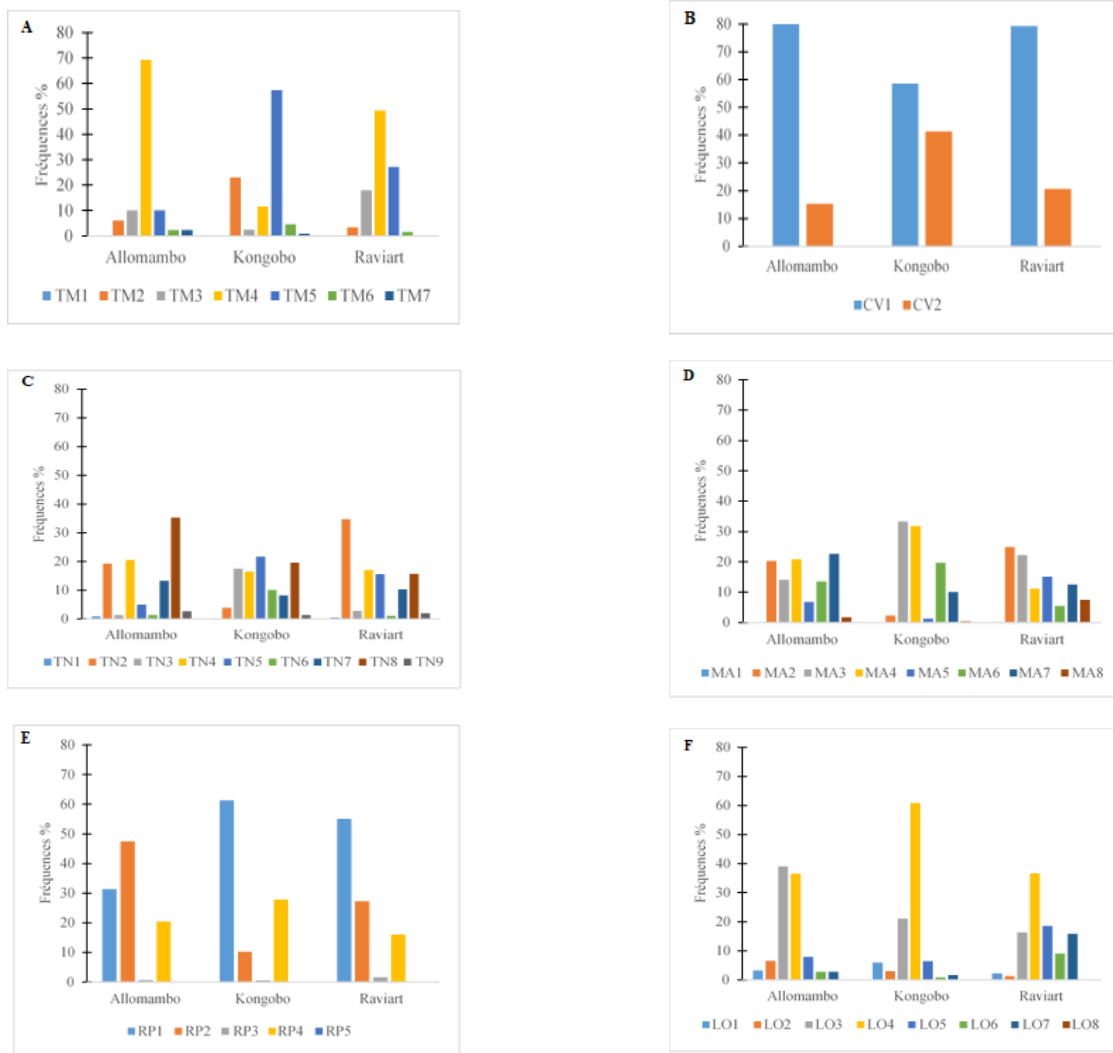 A
Fréquences %
80
70
60
50
40
30
20
10
0
Allomambo Kongobo Raviart
TM1 TM2 TM3 TM4 TM5 TM6 TM7
B
Fréquences %
80
70
60
50
40
30
20
10
0
Allomambo Kongobo Raviart
CV1 CV2
C
Fréquences %
80
70
60
50
40
30
20
10
0
Allomambo Kongobo Raviart
TN1 TN2 TN3 TN4 TN5 TN6 TN7 TN8 TN9
D
Fréquences %
80
70
60
50
40
30
20
10
0
Allomambo Kongobo Raviart
MA1 MA2 MA3 MA4 MA5 MA6 MA7 MA8
E
Fréquences %
80
70
60
50
40
30
20
10
0
Allomambo Kongobo Raviart
RP1 RP2 RP3 RP4 RP5
F
Fréquences %
80
70
60
50
40
30
20
10
0
Allomambo Kongobo Raviart
LO1 LO2 LO3 LO4 LO5 LO6 LO7 LO8